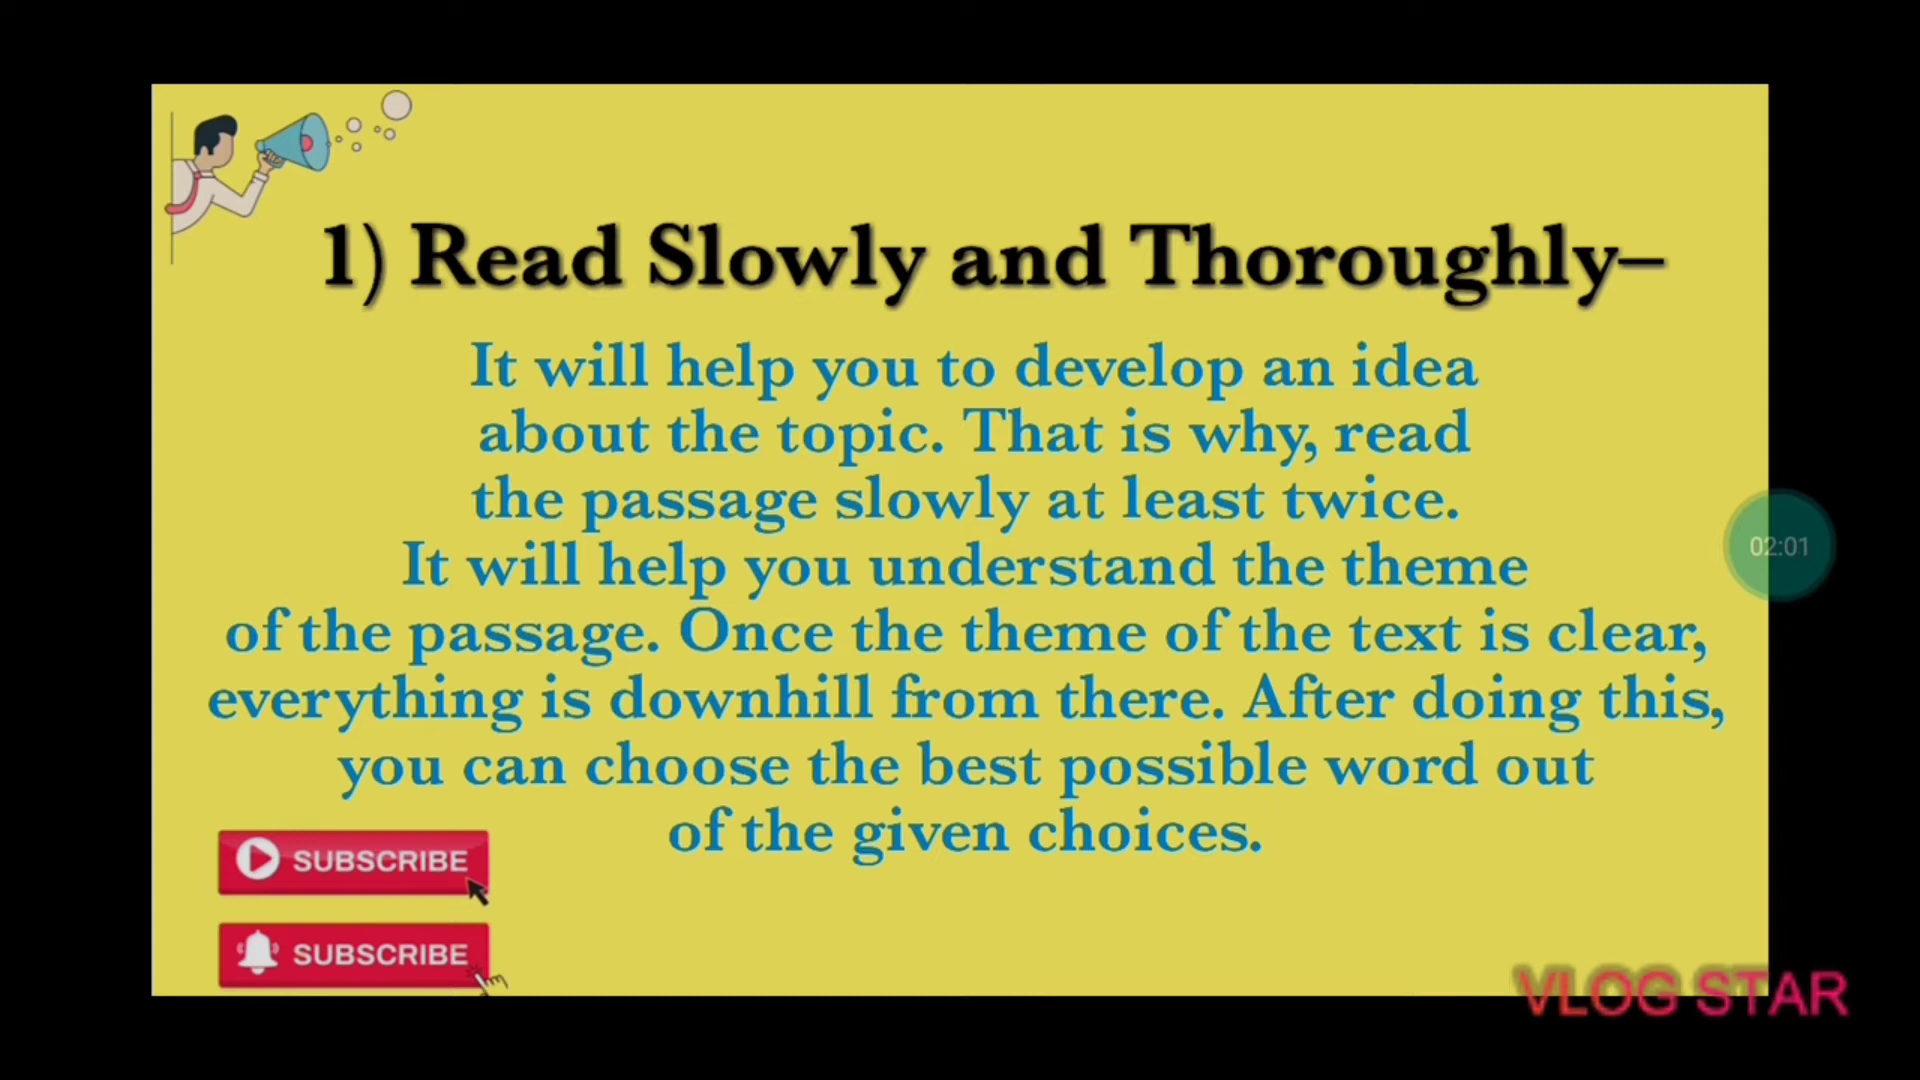 1) Read Slowly and Thoroughly–
It will help you to develop an idea
about the topic. That is why, read
the passage slowly at least twice.
It will help you understand the theme
of the passage. Once the theme of the text is clear,
everything is downhill from there. After doing this,
you can choose the best possible word out
of the given choices.
02:01
SUBSCRIBE
SUBSCRIBE
VLOG STAR